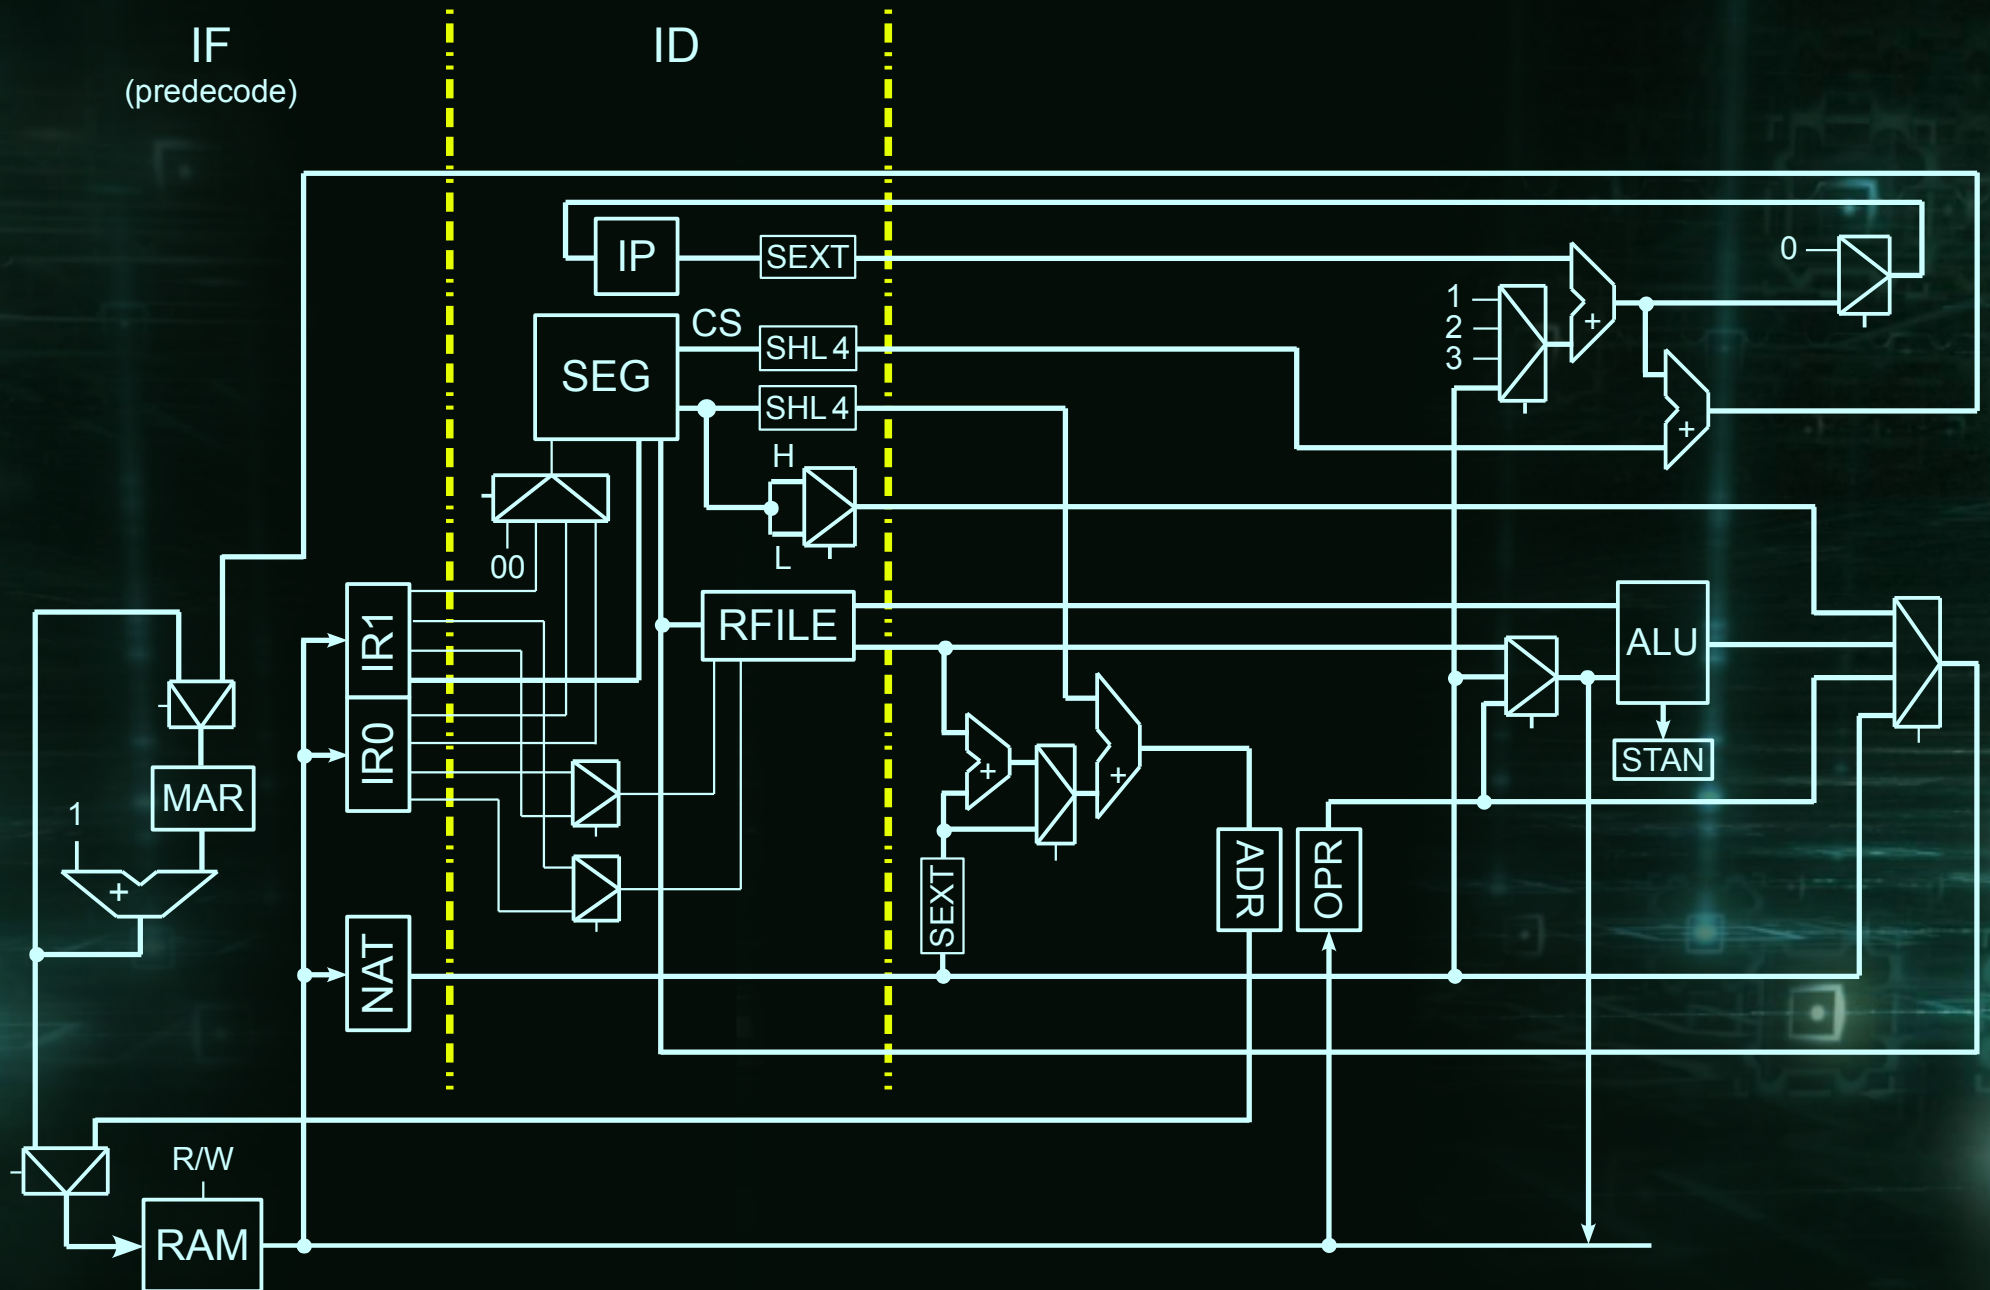 IF
(predecode)
ID
IP
SEXT
0
1
2
3
+
CS
SHL 4
SEG
SHL 4
+
H
L
00
IR1
RFILE
ALU
IR0
STAN
MAR
1
+
+
+
SEXT
ADR
OPR
NAT
R/W
RAM